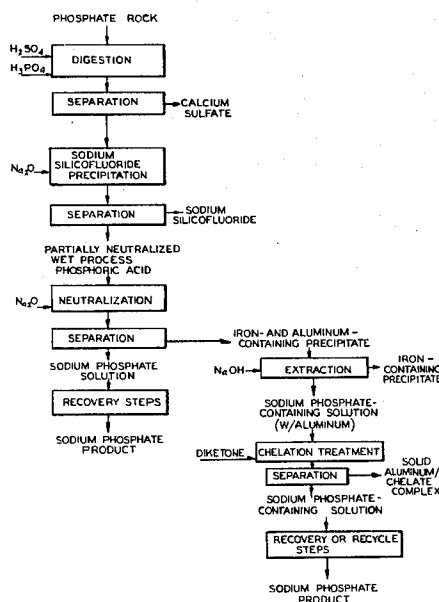 PHOSPHATE ROCK
H2SO4
H3PO4
DIGESTION
SEPARATION
CALCIUM
SULFATE
Na2O
SODIUM
SILICOFLUORIDE
PRECIPITATION
SEPARATION
SODIUM
SILICOFLUORIDE
PARTIALLY NEUTRALIZED
WET PROCESS
PHOSPHORIC ACID
Na2O
NEUTRALIZATION
SEPARATION
IRON- AND ALUMINUM-
CONTAINING PRECIPITATE
SODIUM PHOSPHATE
SOLUTION
RECOVERY STEPS
SODIUM PHOSPHATE
PRODUCT
NaOH
EXTRACTION
IRON-
CONTAINING
PRECIPITATE
SODIUM PHOSPHATE-
CONTAINING SOLUTION
(W/ALUMINUM)
DIKETONE
CHELATION TREATMENT
SEPARATION
SOLID
ALUMINUM/
CHELATE
COMPLEX
SODIUM PHOSPHATE-
CONTAINING SOLUTION
RECOVERY OR RECYCLE
STEPS
SODIUM PHOSPHATE
PRODUCT